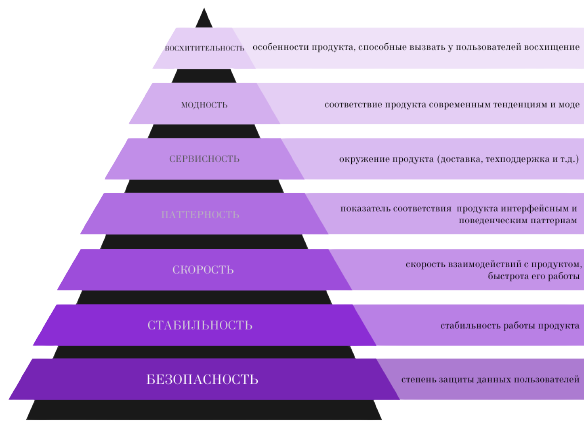 ВОСХИТИТЕЛЬНОСТЬ
особенности продукта, способные вызвать у пользователей восхищение
МОДНОСТЬ
соответствие продукта современным тенденциям и моде
СЕРВИСНОСТЬ
окружение продукта (доставка, техподдержка и т.д.)
ПАТТЕРНОСТЬ
показатель соответствия продукта интерфейсным и
поведенческим паттернам
СКОРОСТЬ
скорость взаимодействий с продуктом,
быстрота его работы
СТАБИЛЬНОСТЬ
стабильность работы продукта
БЕЗОПАСНОСТЬ
степень защиты данных пользователей